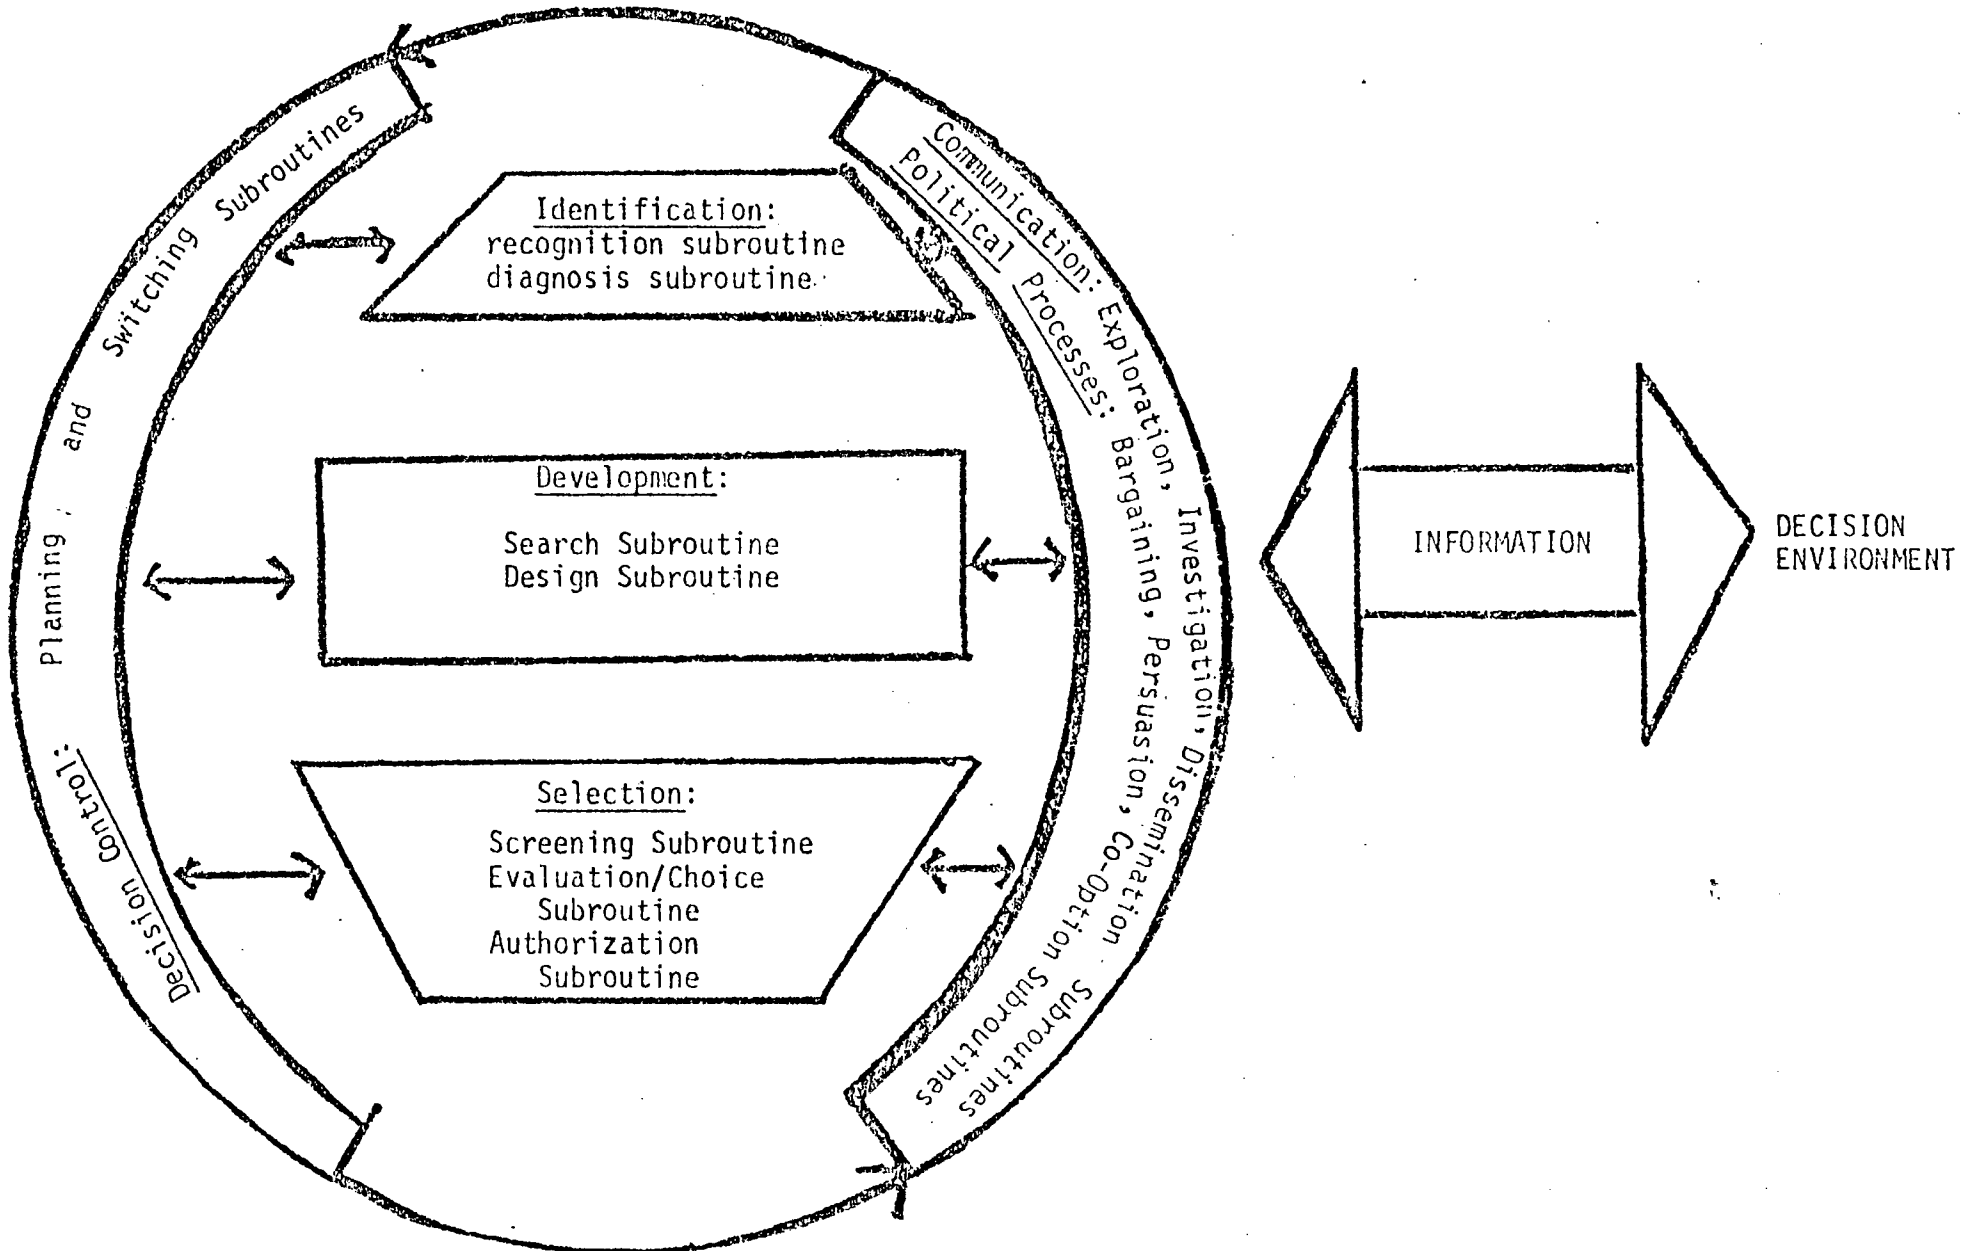 Decision Control: Planning, and Switching Subroutines
Identification:
recognition subroutine
diagnosis subroutine
Development:
Search Subroutine
Design Subroutine
Selection:
Screening Subroutine
Evaluation/Choice
Subroutine
Authorization
Subroutine
Communication: Exploration, Investigation, Dissemination Subroutines
Political Processes: Bargaining, Persuasion, Co-Option Subroutines
INFORMATION
DECISION
ENVIRONMENT